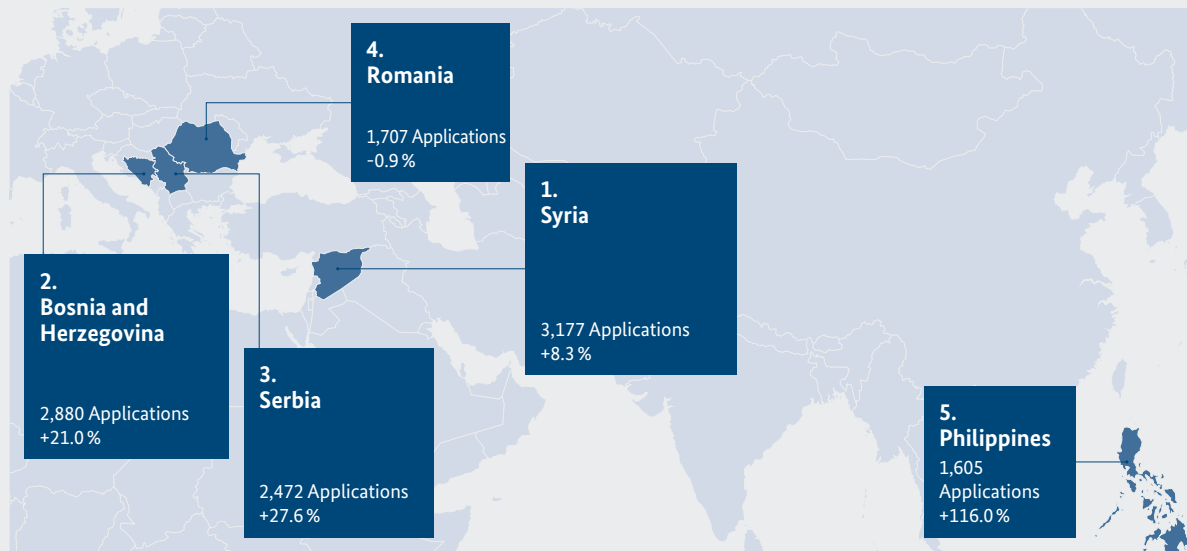 4.
Romania
1,707 Applications
-0.9 %
1.
Syria
3,177 Applications
+8.3 %
2.
Bosnia and
Herzegovina
2,880 Applications
+21.0 %
3.
Serbia
2,472 Applications
+27.6 %
5.
Philippines
1,605
Applications
+116.0 %